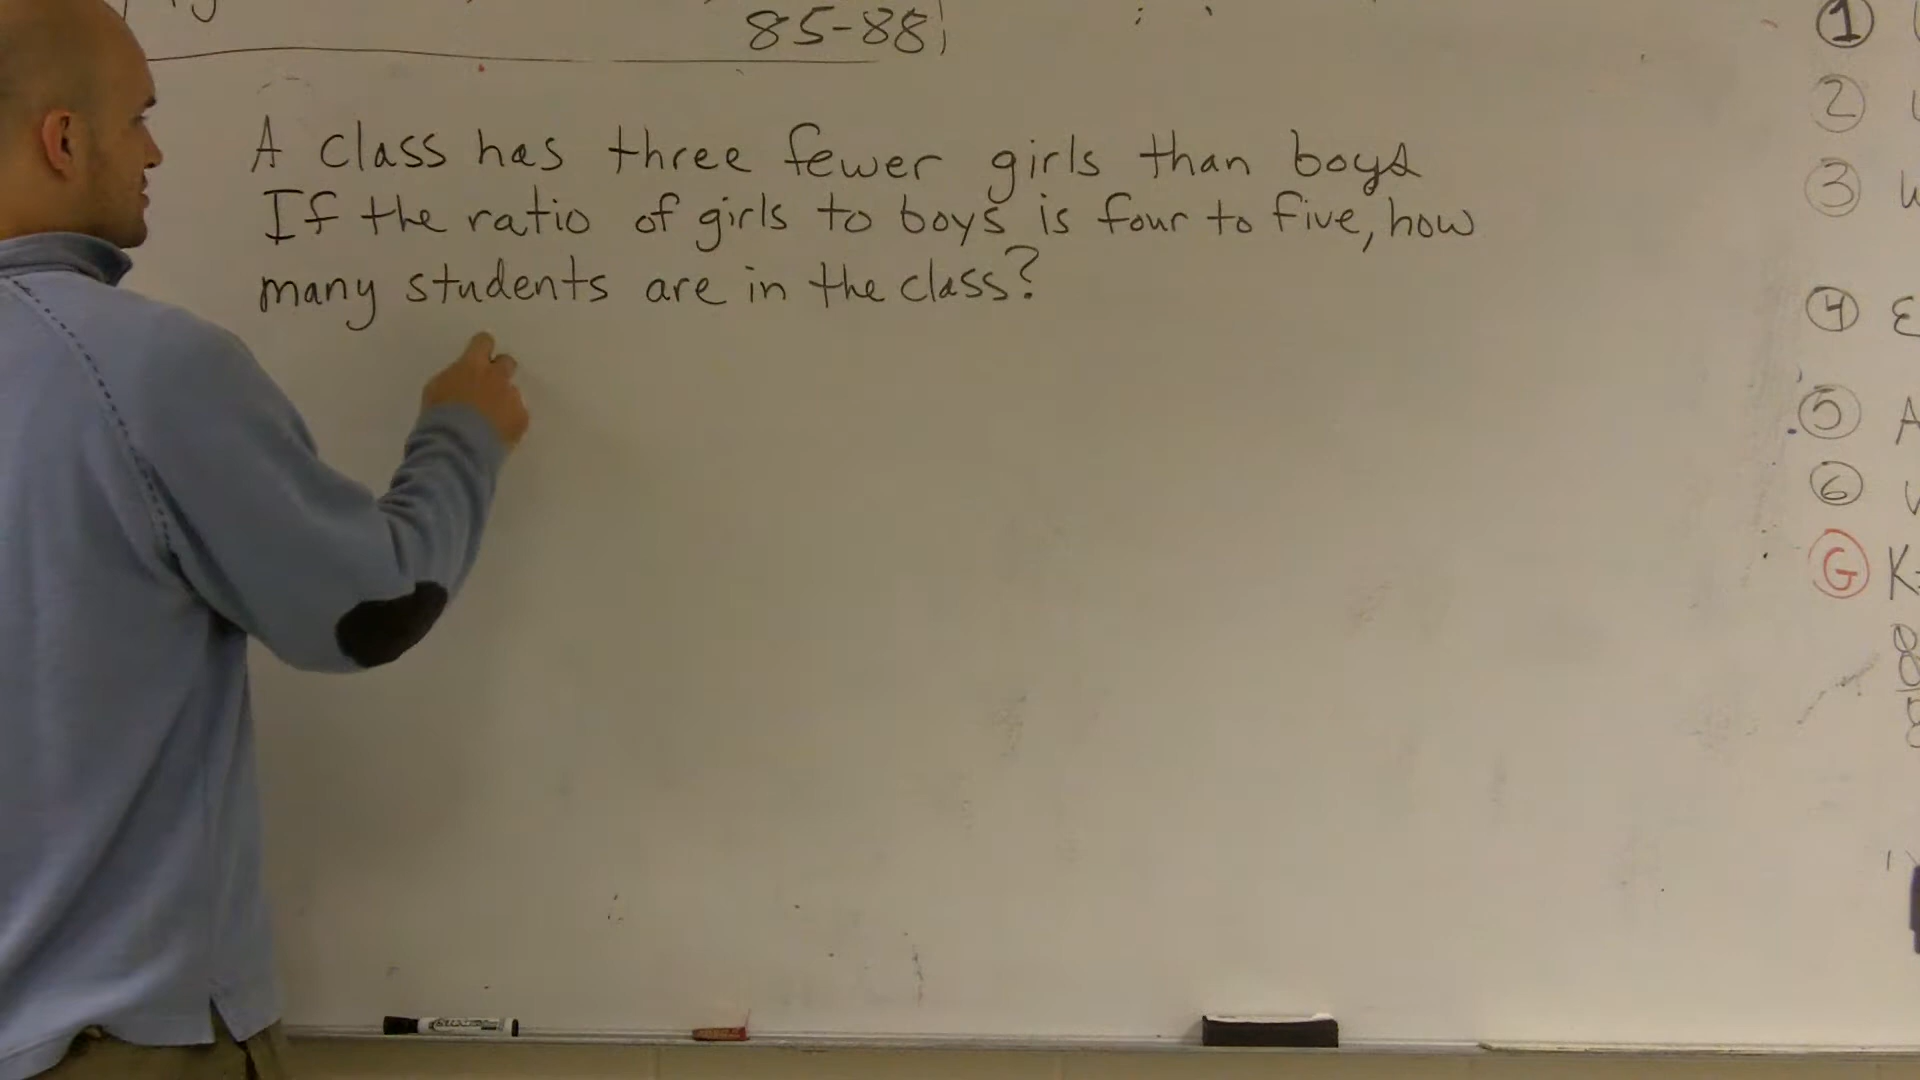 85-88
A class has three fewer girls than boys
If the ratio of girls to boys is four to five, how
many students are in the class?
1
2
3
4 E
5 A
6
G K